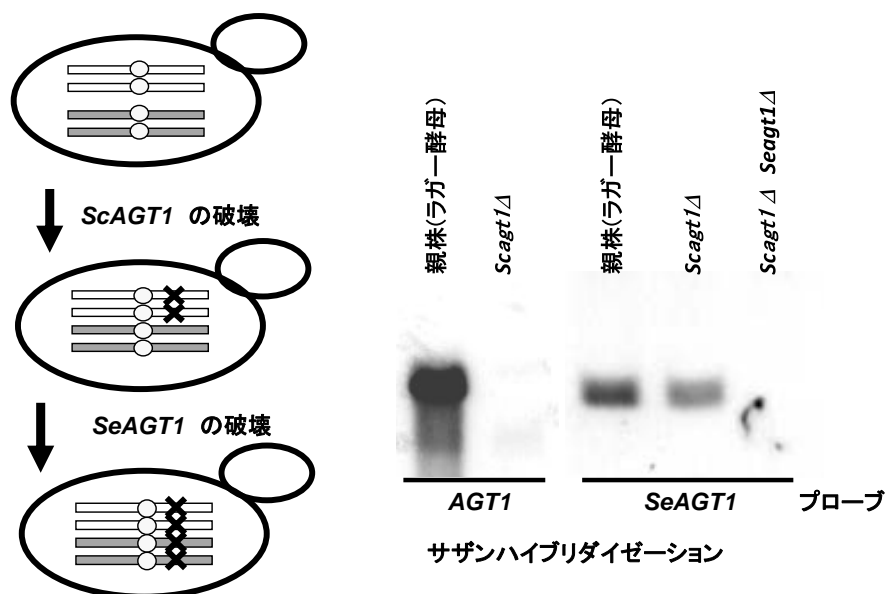 ScAGT1 の破壊
SeAGT1 の破壊
親株(ラガー酵母)
Scagt1Δ
親株(ラガー酵母)
Scagt1Δ
Scagt1Δ Seagt1Δ
AGT1
SeAGT1
プローブ
サザンハイブリダイゼーション